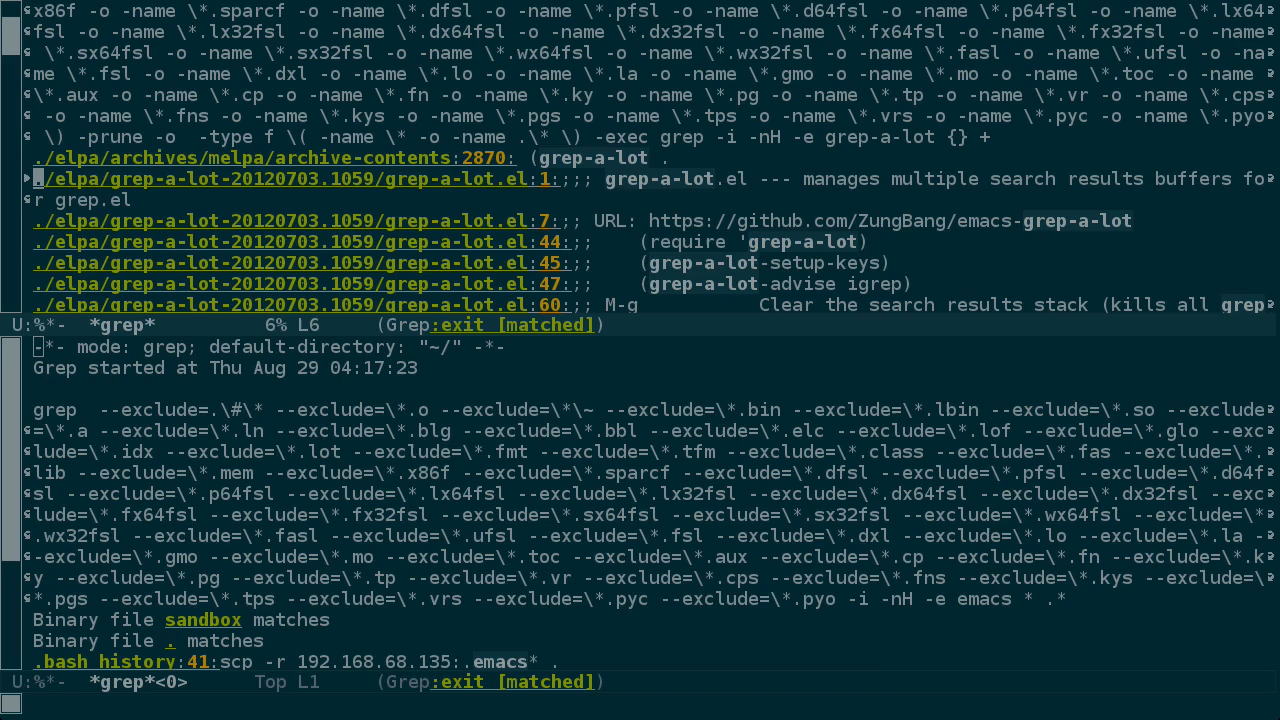 x86f -o -name \*.sparcf -o -name \*.dfsl -o -name \*.pfsl -o -name \*.d64fsl -o -name \*.p64fsl -o -name \*.lx64
fsl -o -name \*.lx32fsl -o -name \*.dx64fsl -o -name \*.dx32fsl -o -name \*.fx64fsl -o -name \*.fx32fsl -o -name
 \*.sx64fsl -o -name \*.sx32fsl -o -name \*.wx64fsl -o -name \*.wx32fsl -o -name \*.fasl -o -name \*.ufsl -o -na
me \*.fsl -o -name \*.dxl -o -name \*.lo -o -name \*.la -o -name \*.gmo -o -name \*.mo -o -name \*.toc -o -name 
\*.aux -o -name \*.cp -o -name \*.fn -o -name \*.ky -o -name \*.pg -o -name \*.tp -o -name \*.vr -o -name \*.cps
 -o -name \*.fns -o -name \*.kys -o -name \*.pgs -o -name \*.tps -o -name \*.vrs -o -name \*.pyc -o -name \*.pyo
 \) -prune -o  -type f \( -name \* -o -name .\* \) -exec grep -i -nH -e grep-a-lot {} +
./elpa/archives/melpa/archive-contents:2870: (grep-a-lot .
./elpa/grep-a-lot-20120703.1059/grep-a-lot.el:1:;;; grep-a-lot.el --- manages multiple search results buffers fo
r grep.el
./elpa/grep-a-lot-20120703.1059/grep-a-lot.el:7:;; URL: https://github.com/ZungBang/emacs-grep-a-lot
./elpa/grep-a-lot-20120703.1059/grep-a-lot.el:44:;;    (require 'grep-a-lot)
./elpa/grep-a-lot-20120703.1059/grep-a-lot.el:45:;;    (grep-a-lot-setup-keys)
./elpa/grep-a-lot-20120703.1059/grep-a-lot.el:47:;;    (grep-a-lot-advise igrep)
./elpa/grep-a-lot-20120703.1059/grep-a-lot.el:60:;; M-g         Clear the search results stack (kills all grep
U:%*-  *grep*          6% L6     (Grep:exit [matched])
-*- mode: grep; default-directory: "~/" -*-
Grep started at Thu Aug 29 04:17:23
grep  --exclude=.\#\* --exclude=\*.o --exclude=\*\~ --exclude=\*.bin --exclude=\*.lbin --exclude=\*.so --exclude
=\*.a --exclude=\*.ln --exclude=\*.blg --exclude=\*.bbl --exclude=\*.elc --exclude=\*.lof --exclude=\*.glo --exc
lude=\*.idx --exclude=\*.lot --exclude=\*.fmt --exclude=\*.tfm --exclude=\*.class --exclude=\*.fas --exclude=\*.
lib --exclude=\*.mem --exclude=\*.x86f --exclude=\*.sparcf --exclude=\*.dfsl --exclude=\*.pfsl --exclude=\*.d64f
sl --exclude=\*.p64fsl --exclude=\*.lx64fsl --exclude=\*.lx32fsl --exclude=\*.dx64fsl --exclude=\*.dx32fsl --exc
lude=\*.fx64fsl --exclude=\*.fx32fsl --exclude=\*.sx64fsl --exclude=\*.sx32fsl --exclude=\*.wx64fsl --exclude=\*
.wx32fsl --exclude=\*.fasl --exclude=\*.ufsl --exclude=\*.fsl --exclude=\*.dxl --exclude=\*.lo --exclude=\*.la -
-exclude=\*.gmo --exclude=\*.mo --exclude=\*.toc --exclude=\*.aux --exclude=\*.cp --exclude=\*.fn --exclude=\*.k
y --exclude=\*.pg --exclude=\*.tp --exclude=\*.vr --exclude=\*.cps --exclude=\*.fns --exclude=\*.kys --exclude=\
*.pgs --exclude=\*.tps --exclude=\*.vrs --exclude=\*.pyc --exclude=\*.pyo -i -nH -e emacs * .*
Binary file sandbox matches
Binary file . matches
.bash_history:41:scp -r 192.168.68.135:.emacs* .
U:%*-  *grep*<0>      Top L1     (Grep:exit [matched])